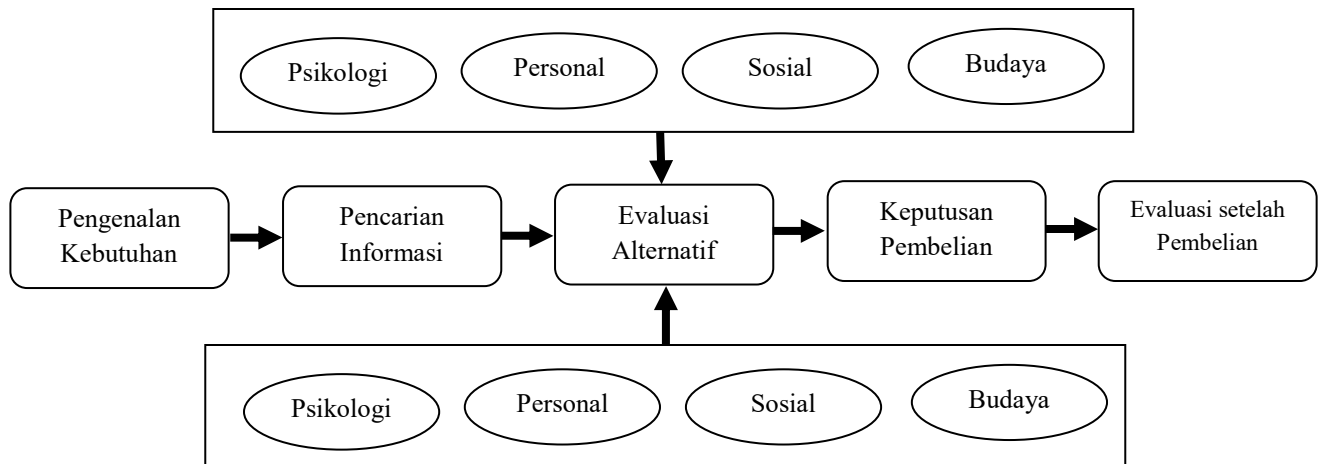 Psikologi
Personal
Sosial
Budaya
Pengenalan
Kebutuhan
Pencarian
Informasi
Evaluasi
Alternatif
Keputusan
Pembelian
Evaluasi setelah
Pembelian
Psikologi
Personal
Sosial
Budaya